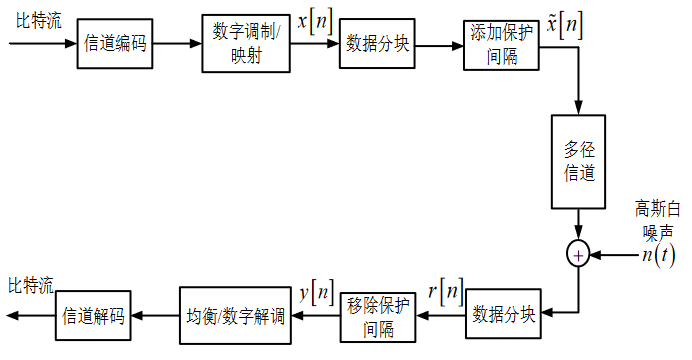 比特流
信道编码
数字调制/
映射
x[n]
数据分块
添加保护
间隔
x̃[n]
多径
信道
高斯白
噪声
n(t)
+
数据分块
r[n]
移除保护
间隔
y[n]
均衡/数字解调
信道解码
比特流